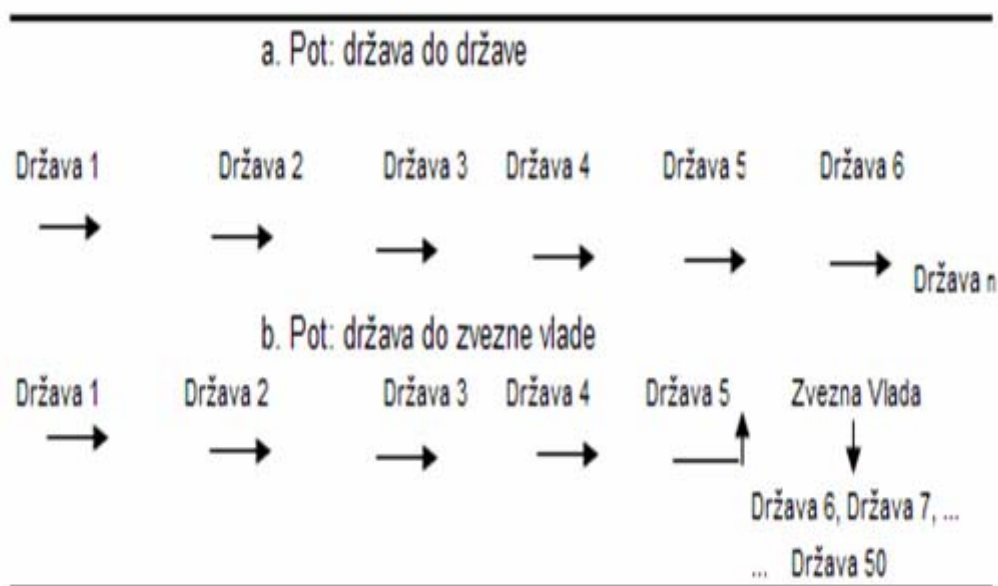 a. Pot: država do države
Država 1 Država 2 Država 3 Država 4 Država 5 Država 6
Država n
b. Pot: država do zvezne vlade
Država 1 Država 2 Država 3 Država 4 Država 5 Zvezna Vlada
Država 6, Država 7, ...
... Država 50